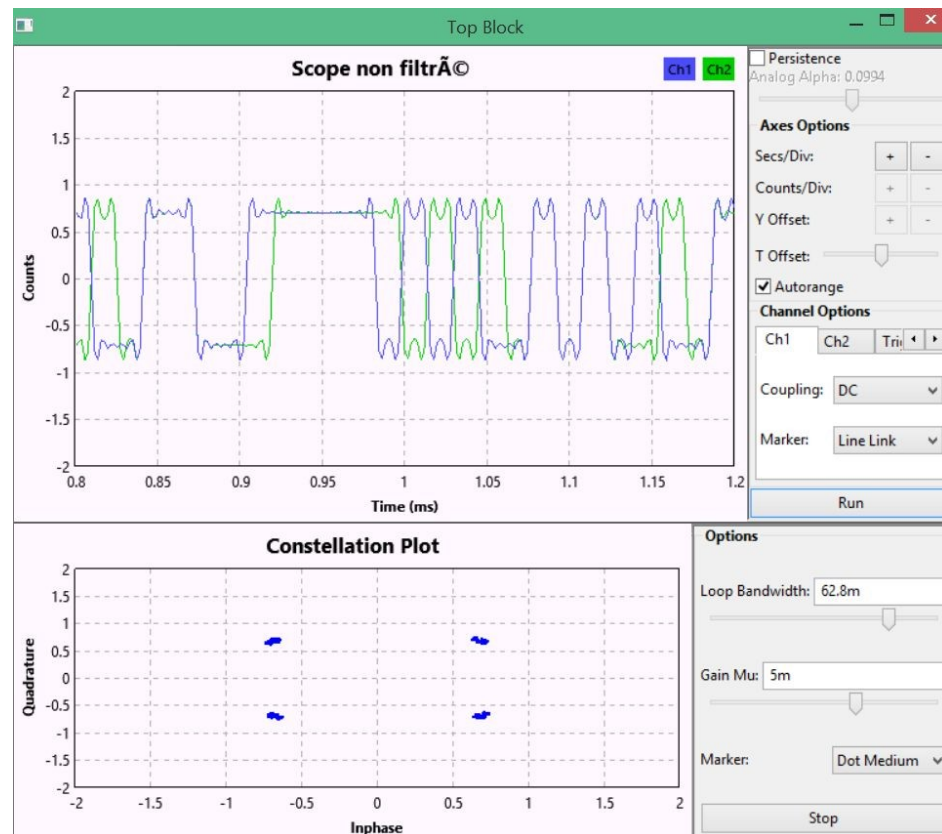 Top Block
Scope non filtrÃ©
Ch1 Ch2
2
1.5
1
0.5
0
-0.5
-1
-1.5
-2
Counts
0.8 0.85 0.9 0.95 1 1.05 1.1 1.15 1.2
Time (ms)
Persistence
Analog Alpha: 0.0994
Axes Options
Secs/Div: + -
Counts/Div: + -
Y Offset: + -
T Offset:
Autorange
Channel Options
Ch1 Ch2 Tri
Coupling: DC
Marker: Line Link
Run
Constellation Plot
2
1.5
1
0.5
0
-0.5
-1
-1.5
-2
Quadrature
-2 -1.5 -1 -0.5 0 0.5 1 1.5 2
Inphase
Options
Loop Bandwidth: 62.8m
Gain Mu: 5m
Marker: Dot Medium
Stop